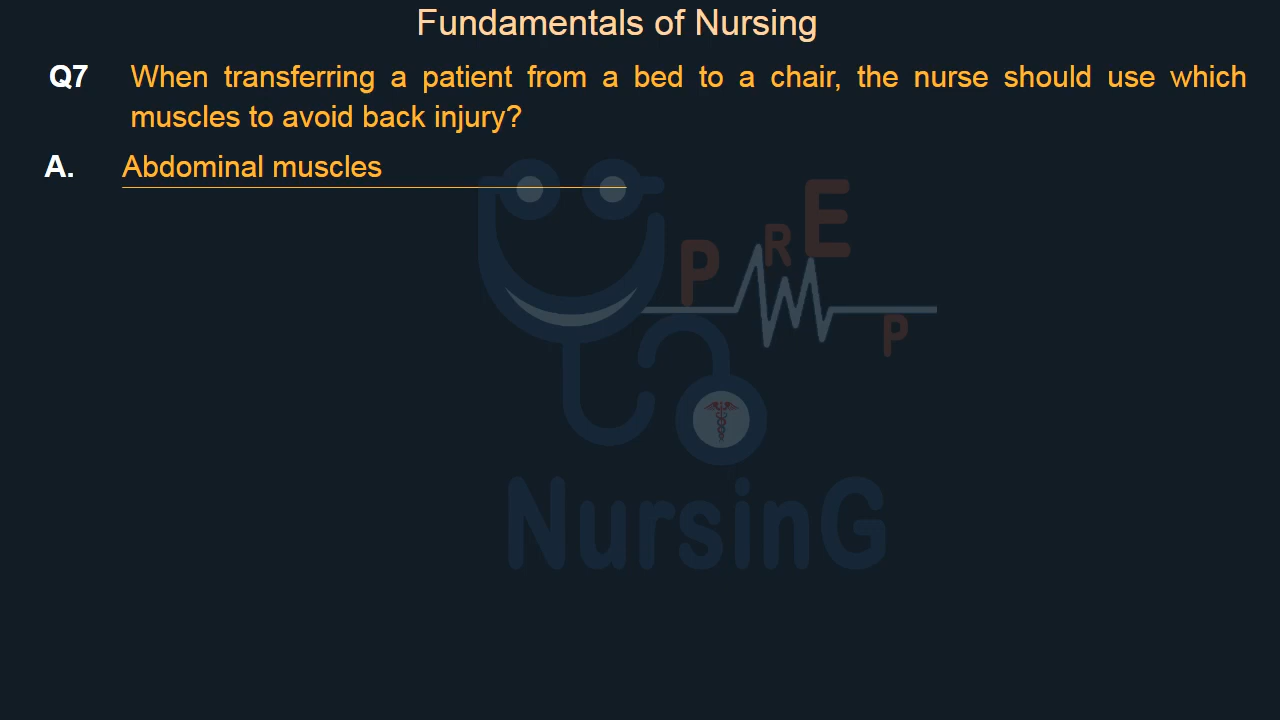 Fundamentals of Nursing
Q7 When transferring a patient from a bed to a chair, the nurse should use which
muscles to avoid back injury?
A. Abdominal muscles
P R E P
NursinG